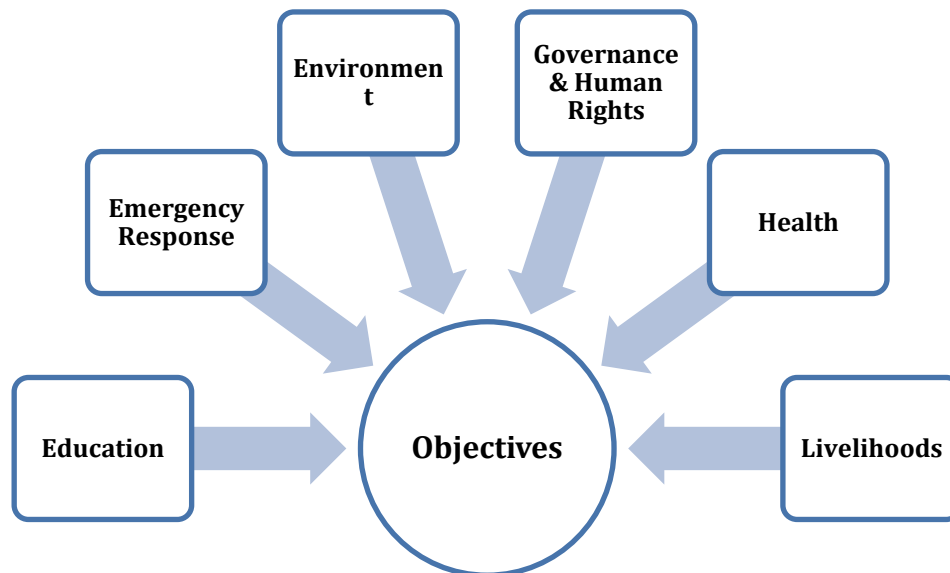 Environmen
t
Governance
& Human
Rights
Emergency
Response
Health
Education
Objectives
Livelihoods